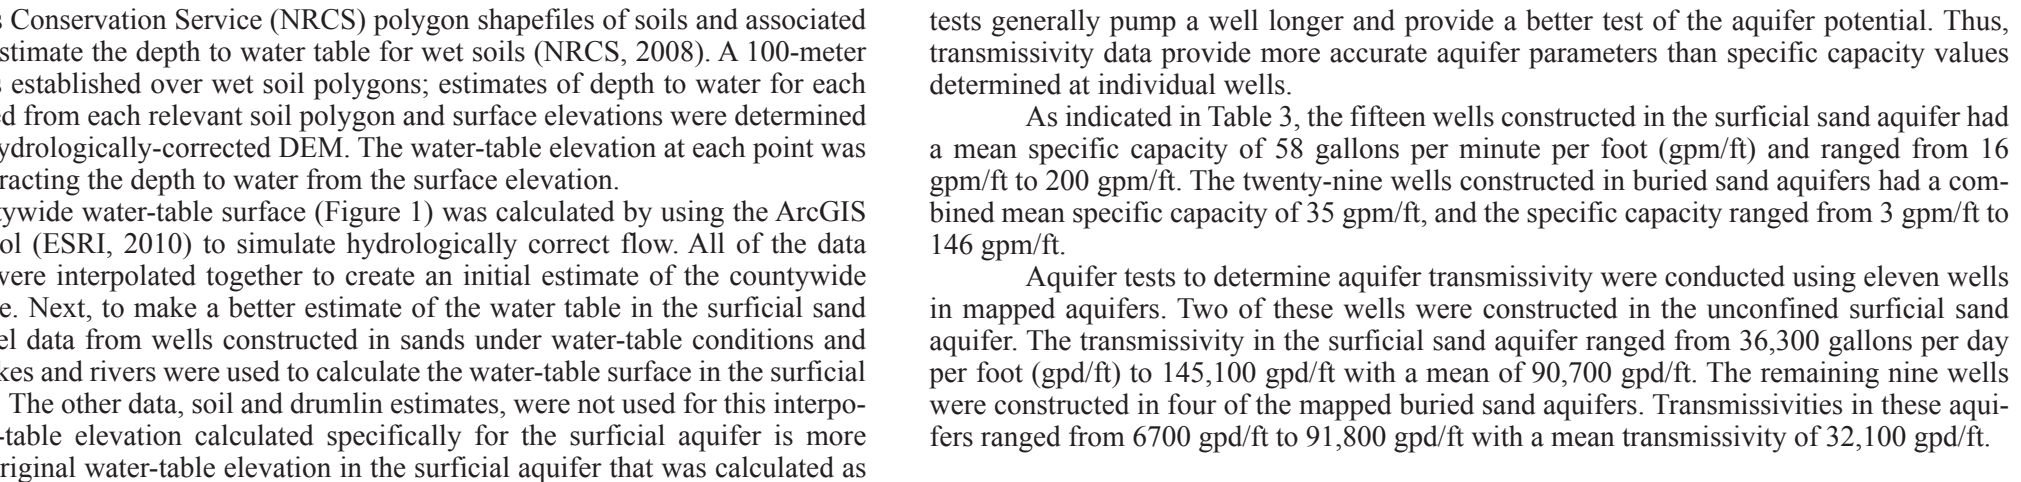 Conservation Service (NRCS) polygon shapefiles of soils and associated
stimate the depth to water table for wet soils (NRCS, 2008). A 100-meter
established over wet soil polygons; estimates of depth to water for each
ed from each relevant soil polygon and surface elevations were determined
ydrologically-corrected DEM. The water-table elevation at each point was
racting the depth to water from the surface elevation.
tywide water-table surface (Figure 1) was calculated by using the ArcGIS
ol (ESRI, 2010) to simulate hydrologically correct flow. All of the data
were interpolated together to create an initial estimate of the countywide
e. Next, to make a better estimate of the water table in the surficial sand
el data from wells constructed in sands under water-table conditions and
kes and rivers were used to calculate the water-table surface in the surficial
The other data, soil and drumlin estimates, were not used for this interpo-
-table elevation calculated specifically for the surficial aquifer is more
riginal water-table elevation in the surficial aquifer that was calculated as
tests generally pump a well longer and provide a better test of the aquifer potential. Thus,
transmissivity data provide more accurate aquifer parameters than specific capacity values
determined at individual wells.
As indicated in Table 3, the fifteen wells constructed in the surficial sand aquifer had
a mean specific capacity of 58 gallons per minute per foot (gpm/ft) and ranged from 16
gpm/ft to 200 gpm/ft. The twenty-nine wells constructed in buried sand aquifers had a com-
bined mean specific capacity of 35 gpm/ft, and the specific capacity ranged from 3 gpm/ft to
146 gpm/ft.
Aquifer tests to determine aquifer transmissivity were conducted using eleven wells
in mapped aquifers. Two of these wells were constructed in the unconfined surficial sand
aquifer. The transmissivity in the surficial sand aquifer ranged from 36,300 gallons per day
per foot (gpd/ft) to 145,100 gpd/ft with a mean of 90,700 gpd/ft. The remaining nine wells
were constructed in four of the mapped buried sand aquifers. Transmissivities in these aqui-
fers ranged from 6700 gpd/ft to 91,800 gpd/ft with a mean transmissivity of 32,100 gpd/ft.